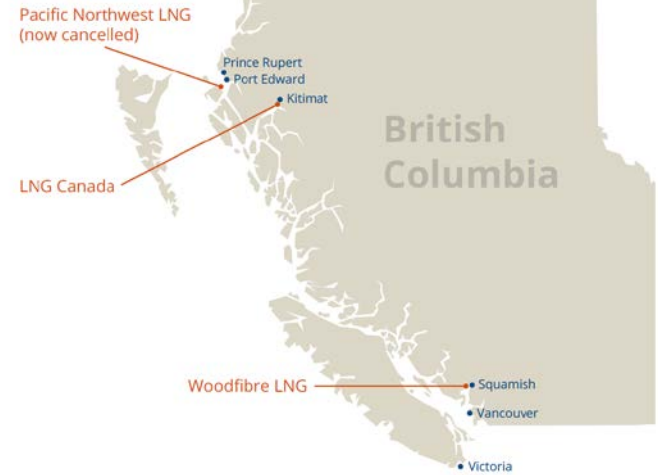 Pacific Northwest LNG
(now cancelled)
Prince Rupert
Port Edward
Kitimat
British
Columbia
LNG Canada
Woodfibre LNG
Squamish
Vancouver
Victoria